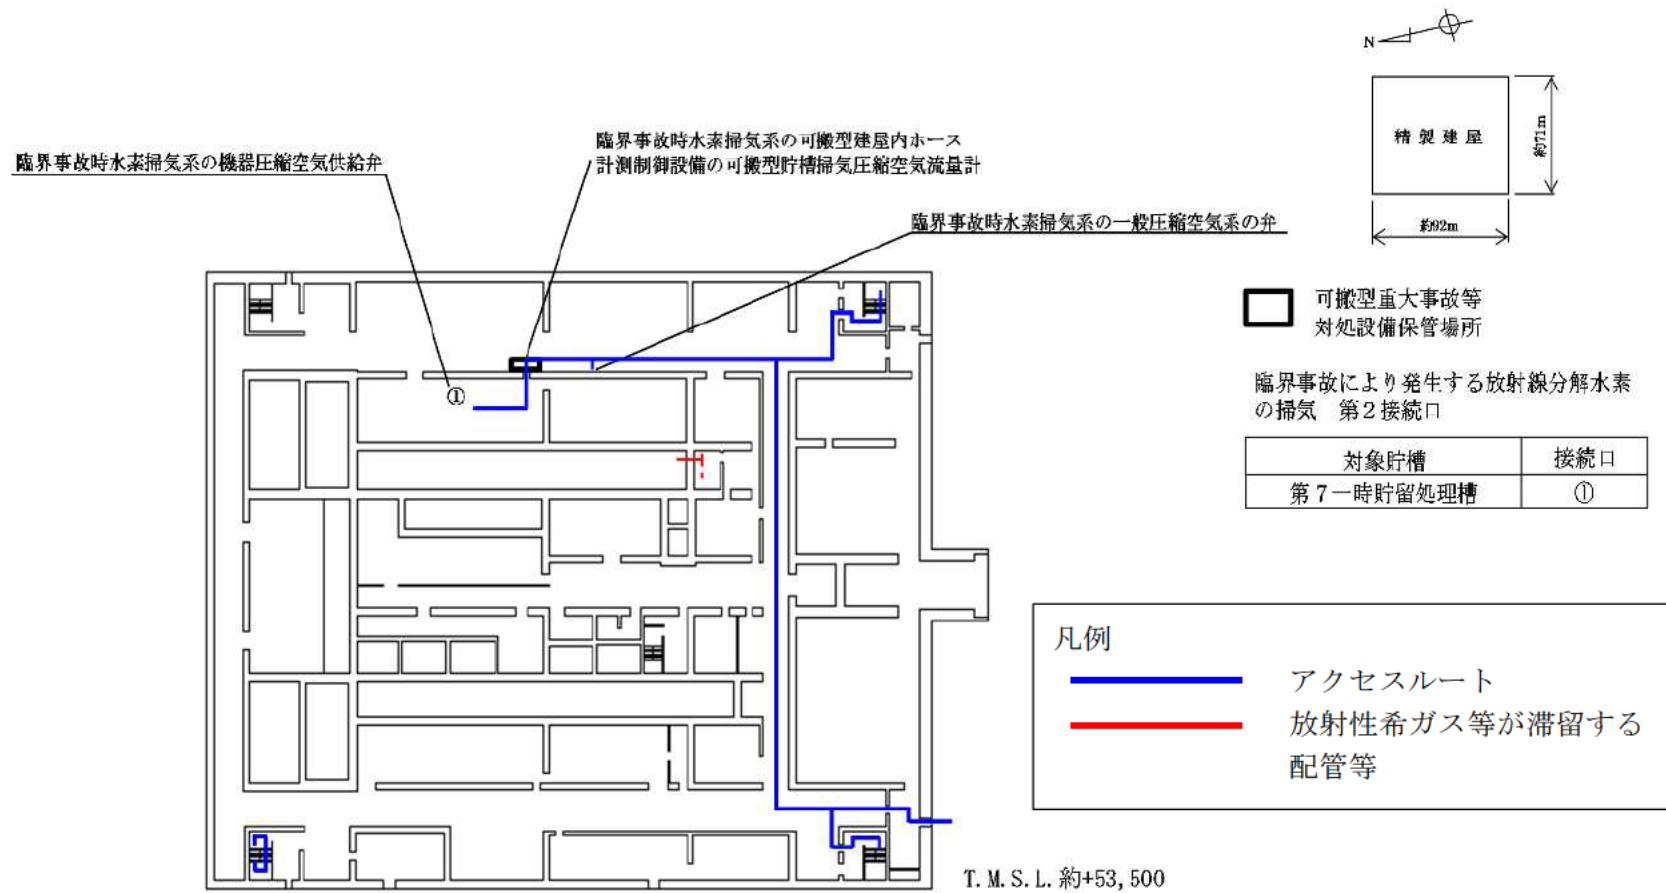 N
精製建屋
約71m
約92m
臨界事故時水素掃気系の機器圧縮空気供給弁
臨界事故時水素掃気系の可搬型建屋内ホース
計測制御設備の可搬型貯槽掃気圧縮空気流量計
臨界事故時水素掃気系の一般圧縮空気系の弁
①
可搬型重大事故等
対処設備保管場所
臨界事故により発生する放射線分解水素
の掃気 第2接続口
対象貯槽 接続口
第7一時貯留処理槽 ①
凡例
アクセスルート
放射性希ガス等が滞留する
配管等
T.M.S.L.約+53,500